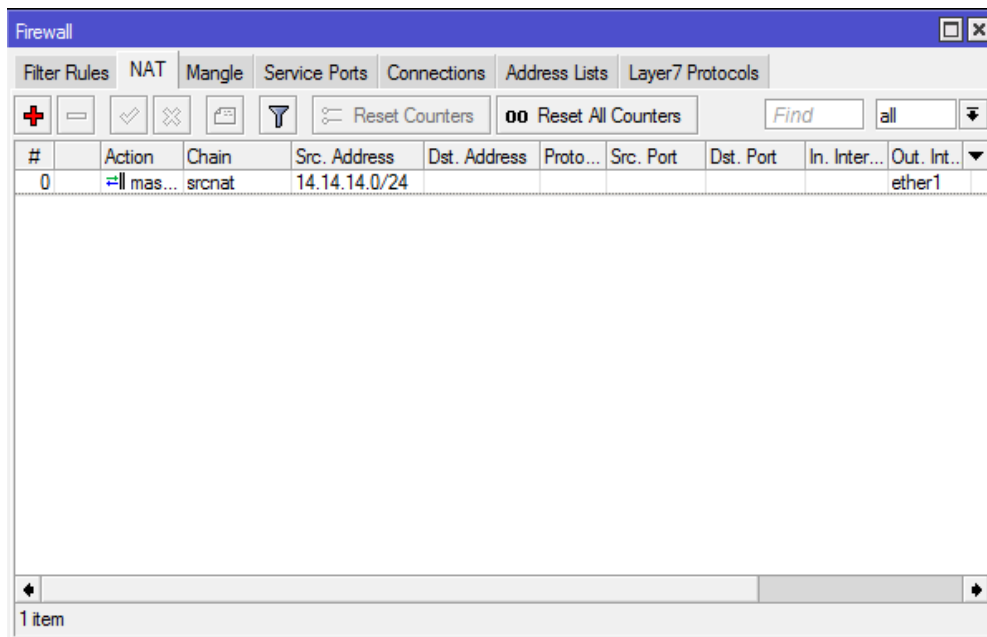 Firewall
Filter Rules NAT Mangle Service Ports Connections Address Lists Layer7 Protocols
Reset Counters 00 Reset All Counters Find all
# Action Chain Src. Address Dst. Address Proto... Src. Port Dst. Port In. Inter... Out. Int...
0 mas... srcnat 14.14.14.0/24 ether1
1 item